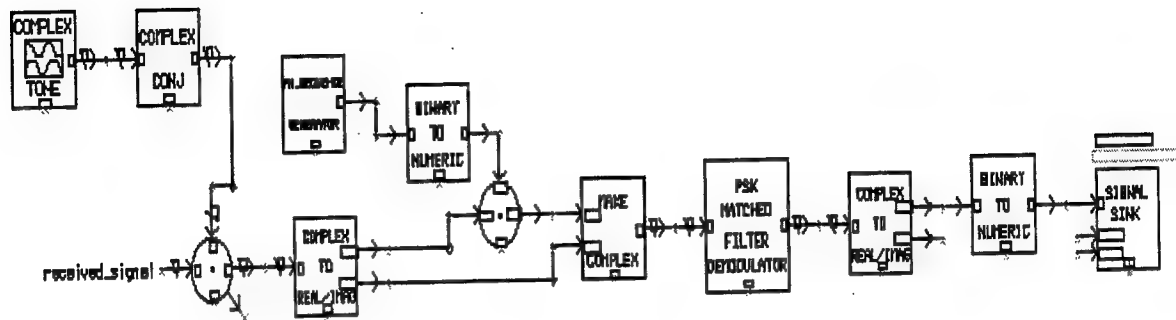 COMPLEX
TONE
COMPLEX
CONJ
GENERATOR
BINARY
TO
NUMERIC
received_signal
COMPLEX
TO
REAL/IMAG
MAKE
COMPLEX
PSK
MATCHED
FILTER
DEMODULATOR
COMPLEX
TO
REAL/IMAG
BINARY
TO
NUMERIC
SIGNAL
SINK